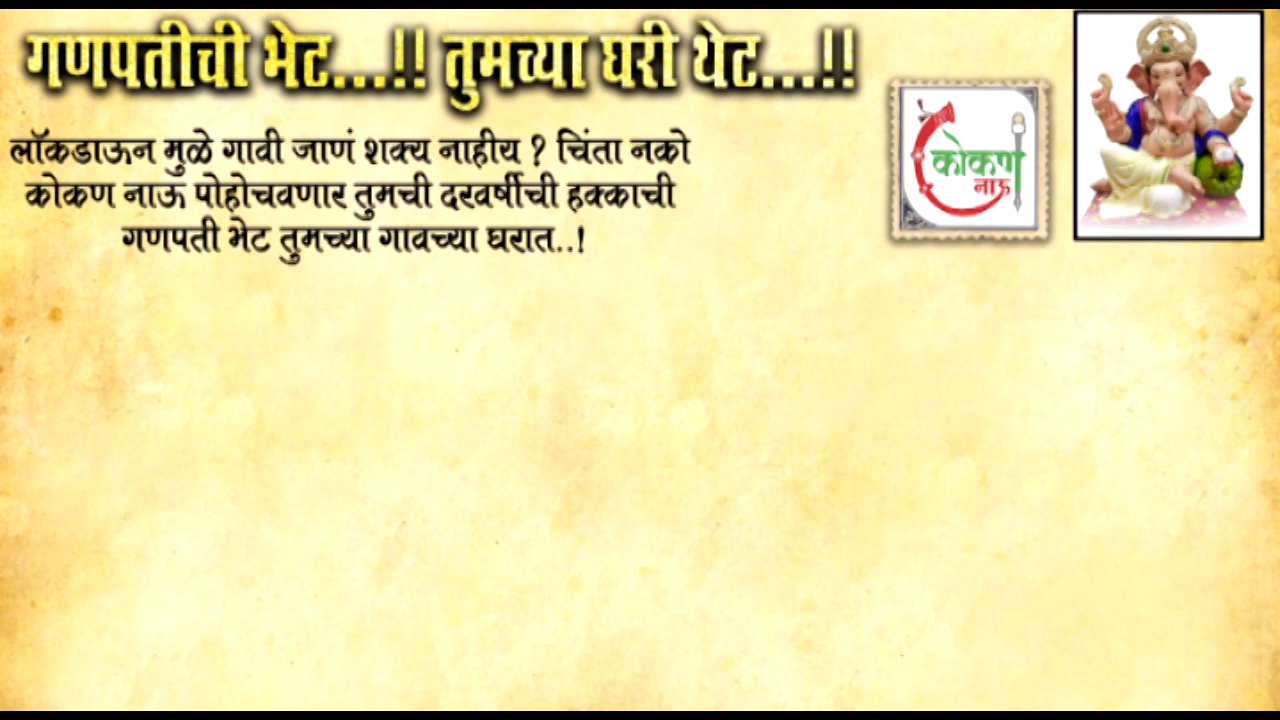 गणपतीची भेट...!! तुमच्या घरी थेट...!!
लॉकडाऊन मुळे गावी जाणं शक्य नाहीय ? चिंता नको
कोकण नाऊ पोहोचवणार तुमची दरवर्षीची हक्काची
गणपती भेट तुमच्या गावच्या घरात..!
कोकण
नाऊ